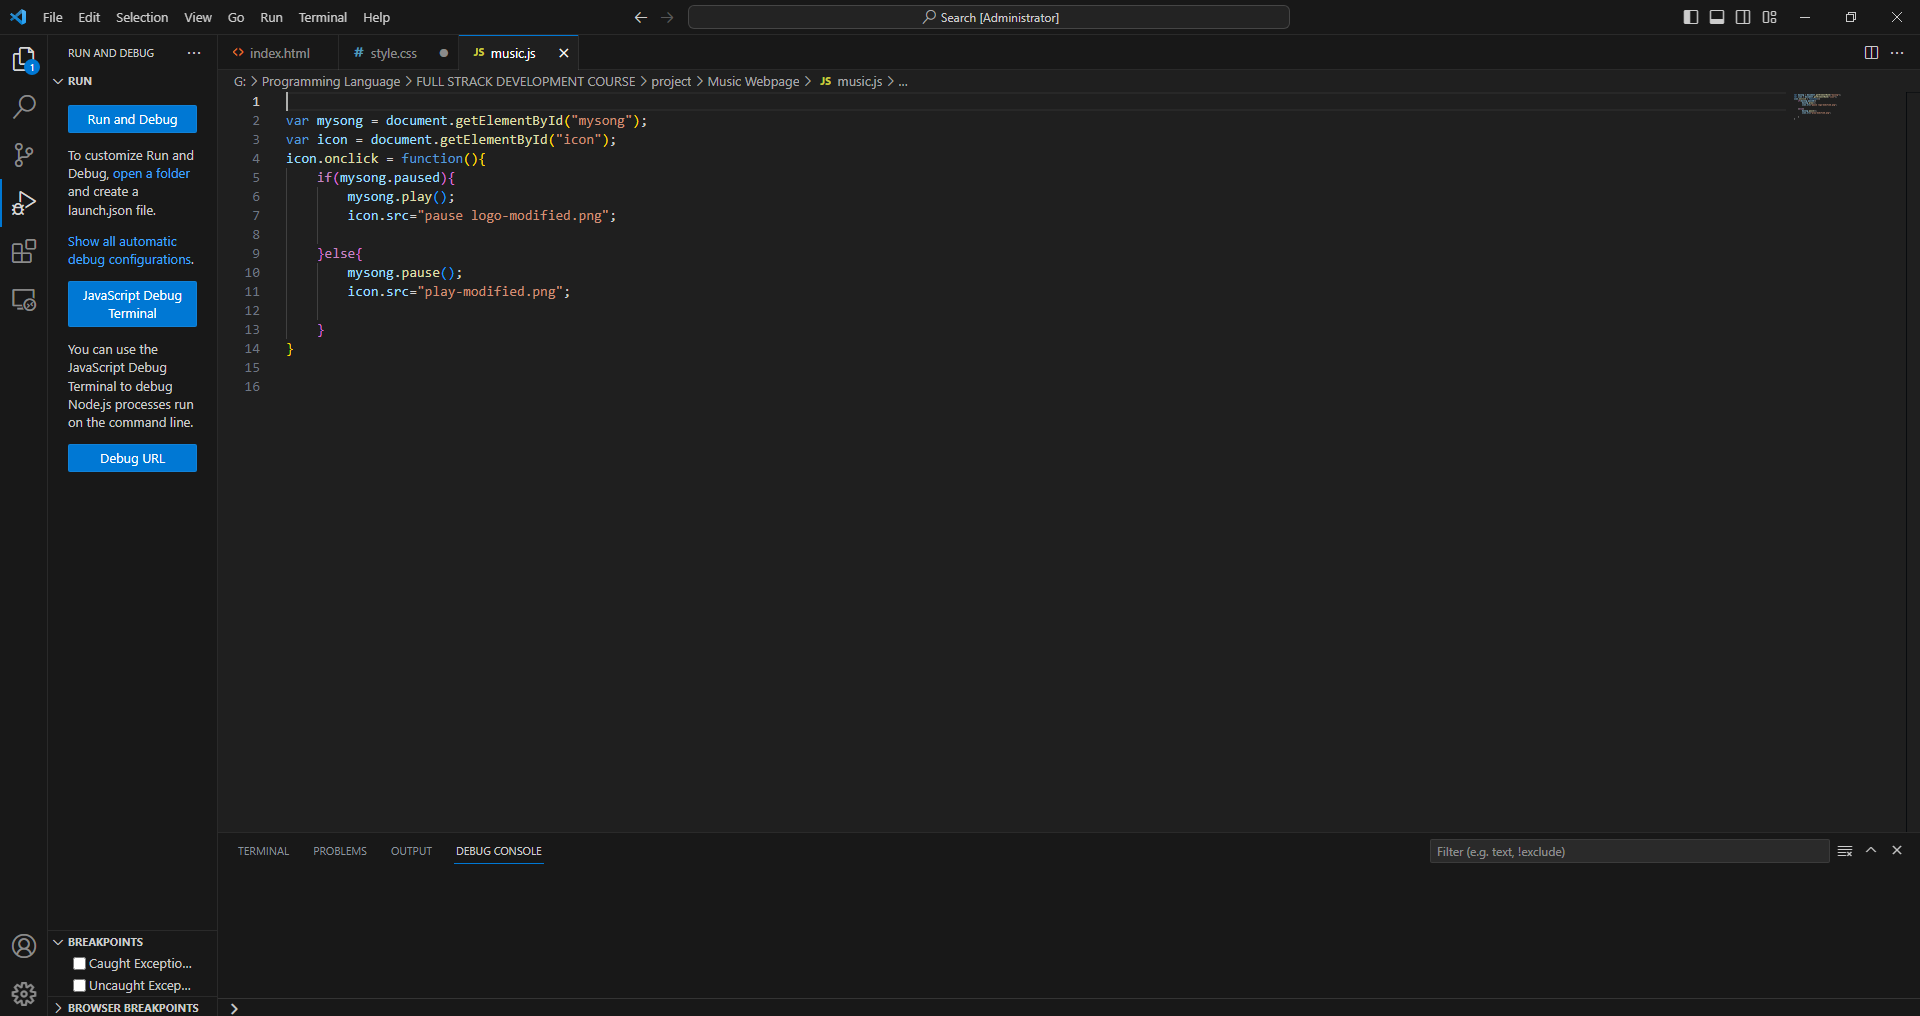 File Edit Selection View Go Run Terminal Help
Search [Administrator]
1
RUN AND DEBUG
index.html
# style.css
JS music.js
RUN
G: > Programming Language > FULL STRACK DEVELOPMENT COURSE > project > Music Webpage > JS music.js > ...
Run and Debug
To customize Run and
Debug, open a folder
and create a
launch.json file.
Show all automatic
debug configurations.
JavaScript Debug
Terminal
You can use the
JavaScript Debug
Terminal to debug
Node.js processes run
on the command line.
Debug URL
1
2 var mysong = document.getElementById("mysong");
3 var icon = document.getElementById("icon");
4 icon.onclick = function(){
5 if(mysong.paused){
6 mysong.play();
7 icon.src="pause logo-modified.png";
8
9 }else{
10 mysong.pause();
11 icon.src="play-modified.png";
12
13 }
14 }
15
16
TERMINAL PROBLEMS OUTPUT DEBUG CONSOLE
Filter (e.g. text, !exclude)
BREAKPOINTS
Caught Exceptio...
Uncaught Excep...
BROWSER BREAKPOINTS